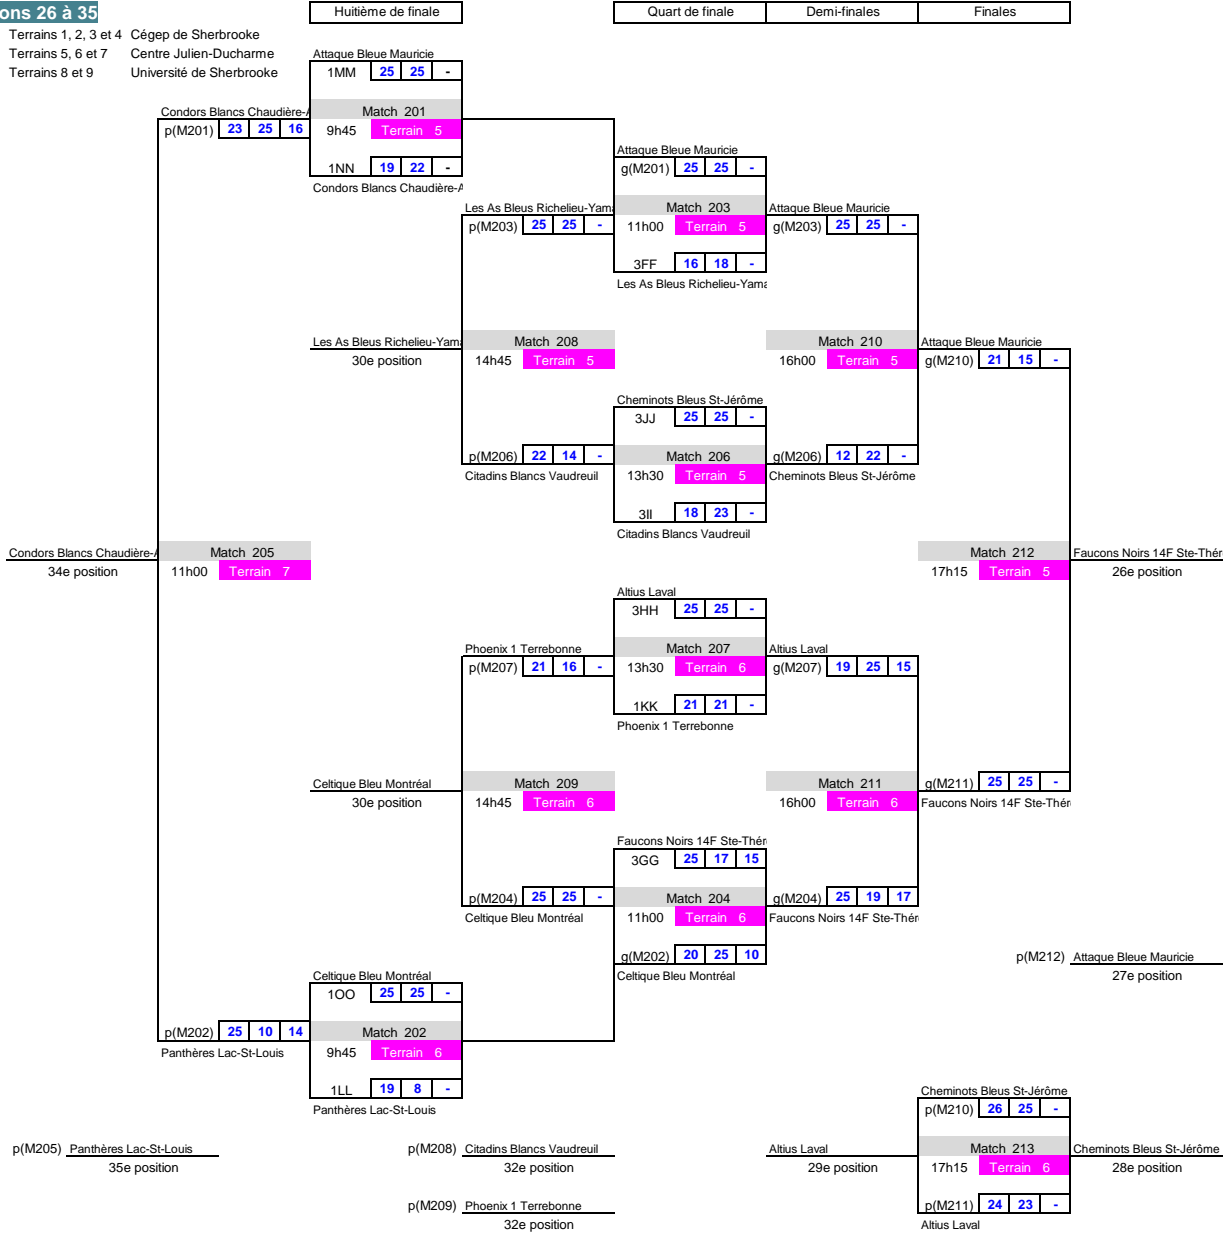 ons 26 à 35
Huitième de finale
Quart de finale
Demi-finales
Finales
Terrains 1, 2, 3 et 4 Cégep de Sherbrooke
Terrains 5, 6 et 7 Centre Julien-Ducharme
Terrains 8 et 9 Université de Sherbrooke
Attaque Bleue Mauricie
1MM 25 25 -
Condors Blancs Chaudière-A
Match 201
p(M201) 23 25 16
9h45 Terrain 5
1NN 19 22 -
Condors Blancs Chaudière-A
Attaque Bleue Mauricie
g(M201) 25 25 -
Les As Bleus Richelieu-Yama
Match 203
Attaque Bleue Mauricie
p(M203) 25 25 -
11h00 Terrain 5
g(M203) 25 25 -
3FF 16 18 -
Les As Bleus Richelieu-Yama
Les As Bleus Richelieu-Yam
Match 208
Match 210
Attaque Bleue Mauricie
30e position
14h45 Terrain 5
16h00 Terrain 5
g(M210) 21 15 -
Cheminots Bleus St-Jérôme
3JJ 25 25 -
p(M206) 22 14 -
Match 206
g(M206) 12 22 -
Citadins Blancs Vaudreuil
13h30 Terrain 5
Cheminots Bleus St-Jérôme
3II 18 23 -
Citadins Blancs Vaudreuil
Condors Blancs Chaudière-A
Match 205
Match 212
Faucons Noirs 14F Ste-Thér
34e position
11h00 Terrain 7
17h15 Terrain 5
26e position
Altius Laval
3HH 25 25 -
Phoenix 1 Terrebonne
Match 207
Altius Laval
p(M207) 21 16 -
13h30 Terrain 6
g(M207) 19 25 15
1KK 21 21 -
Phoenix 1 Terrebonne
Celtique Bleu Montréal
Match 209
Match 211
g(M211) 25 25 -
30e position
14h45 Terrain 6
16h00 Terrain 6
Faucons Noirs 14F Ste-Thér
Faucons Noirs 14F Ste-Thér
3GG 25 17 15
p(M204) 25 25 -
Match 204
g(M204) 25 19 17
Celtique Bleu Montréal
11h00 Terrain 6
Faucons Noirs 14F Ste-Thér
g(M202) 20 25 10
Celtique Bleu Montréal
p(M212) Attaque Bleue Mauricie
27e position
Celtique Bleu Montréal
1OO 25 25 -
p(M202) 25 10 14
Match 202
Panthères Lac-St-Louis
9h45 Terrain 6
1LL 19 8 -
Panthères Lac-St-Louis
Cheminots Bleus St-Jérôme
p(M210) 26 25 -
p(M205) Panthères Lac-St-Louis
35e position
p(M208) Citadins Blancs Vaudreuil
32e position
Altius Laval
29e position
Match 213
17h15 Terrain 6
Cheminots Bleus St-Jérôme
28e position
p(M209) Phoenix 1 Terrebonne
32e position
p(M211) 24 23 -
Altius Laval